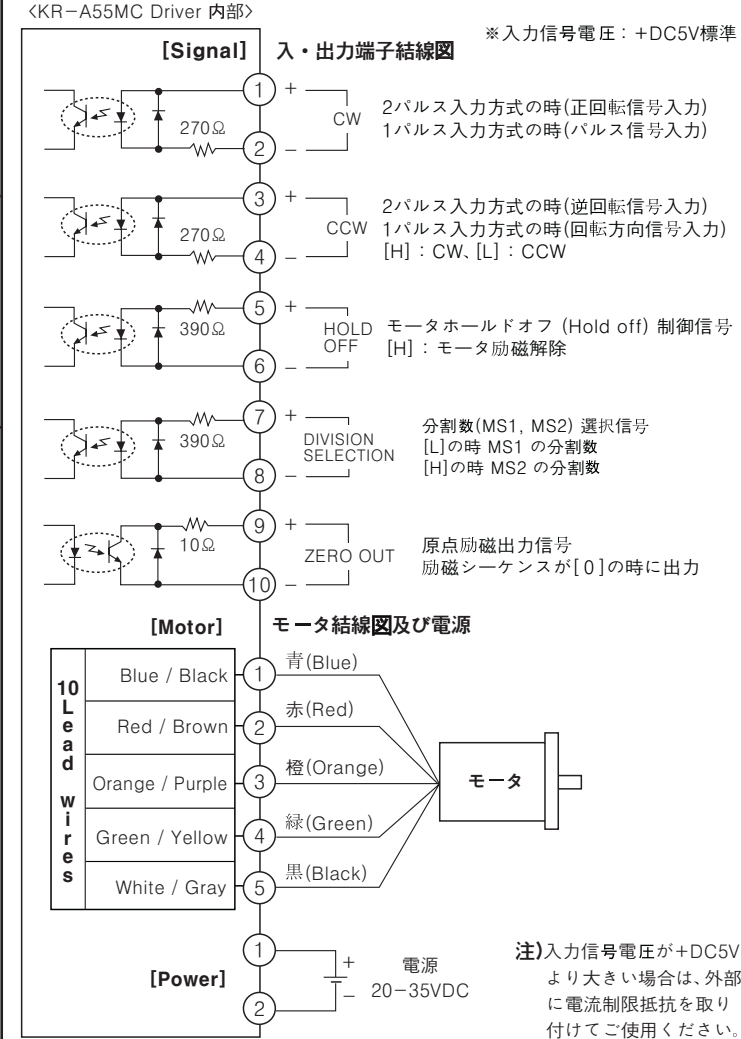 〈KR-A55MC Driver 内部〉
※入力信号電圧：+DC5V標準
[Signal] 入・出力端子結線図
1 +
CW
270Ω
2 −
2パルス入力方式の時(正回転信号入力)
1パルス入力方式の時(パルス信号入力)
3 +
CCW
270Ω
4 −
2パルス入力方式の時(逆回転信号入力)
1パルス入力方式の時(回転方向信号入力)
[H]：CW、[L]：CCW
5 +
390Ω
HOLD
OFF
6 −
モータホールドオフ (Hold off) 制御信号
[H]：モータ励磁解除
7 +
390Ω
DIVISION
SELECTION
8 −
分割数(MS1, MS2) 選択信号
[L]の時 MS1 の分割数
[H]の時 MS2 の分割数
9 +
10Ω
ZERO OUT
10 −
原点励磁出力信号
励磁シーケンスが[0]の時に出力
[Motor] モータ結線図及び電源
10 Lead wires
Blue / Black 1 青(Blue)
Red / Brown 2 赤(Red)
Orange / Purple 3 橙(Orange)
Green / Yellow 4 緑(Green)
White / Gray 5 黒(Black)
モータ
[Power]
1 +
2 −
電源
20−35VDC
注)入力信号電圧が+DC5V
より大きい場合は、外部
に電流制限抵抗を取り
付けてご使用ください。